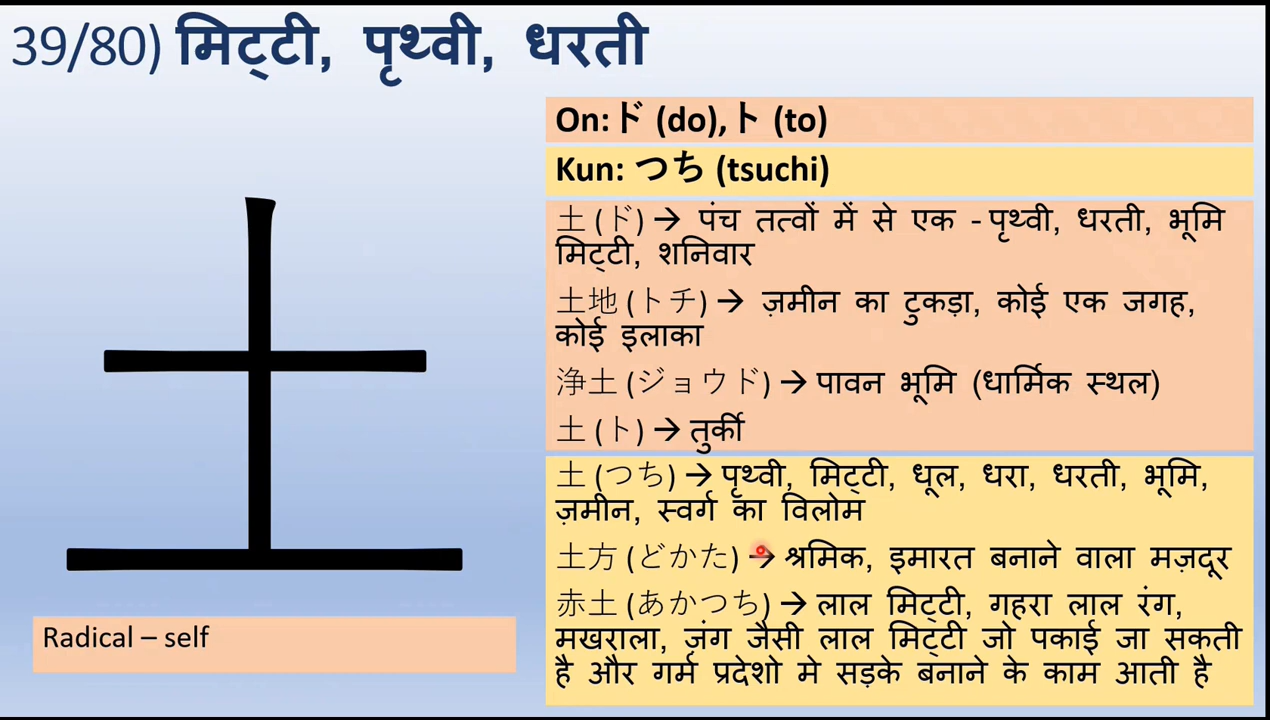 39/80) मिट्टी, पृथ्वी, धरती
土
Radical – self
On: ド (do), ト (to)
Kun: つち (tsuchi)
土 (ド) → पंच तत्वों में से एक - पृथ्वी, धरती, भूमि
मिट्टी, शनिवार
土地 (トチ) → ज़मीन का टुकड़ा, कोई एक जगह,
कोई इलाका
浄土 (ジョウド) → पावन भूमि (धार्मिक स्थल)
土 (ト) → तुर्की
土 (つち) → पृथ्वी, मिट्टी, धूल, धरा, धरती, भूमि,
ज़मीन, स्वर्ग का विलोम
土方 (どかた) → श्रमिक, इमारत बनाने वाला मज़दूर
赤土 (あかつち) → लाल मिट्टी, गहरा लाल रंग,
मखराला, जंग जैसी लाल मिट्टी जो पकाई जा सकती
है और गर्म प्रदेशो मे सड़के बनाने के काम आती है